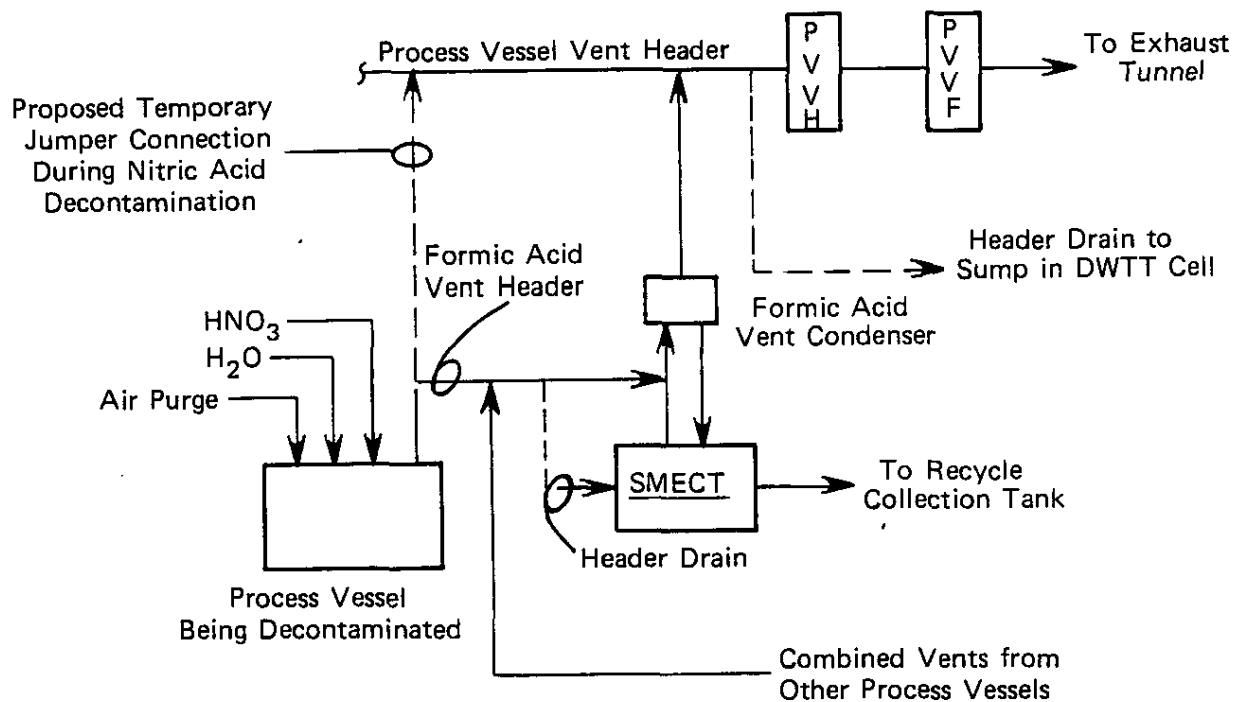 Process Vessel Vent Header
P
V
V
H
P
V
V
F
To Exhaust
Tunnel
Proposed Temporary
Jumper Connection
During Nitric Acid
Decontamination
Formic Acid
Vent Header
Header Drain to
Sump in DWTT Cell
Formic Acid
Vent Condenser
HNO₃
H₂O
Air Purge
SMECT
To Recycle
Collection Tank
Header Drain
Process Vessel
Being Decontaminated
Combined Vents from
Other Process Vessels